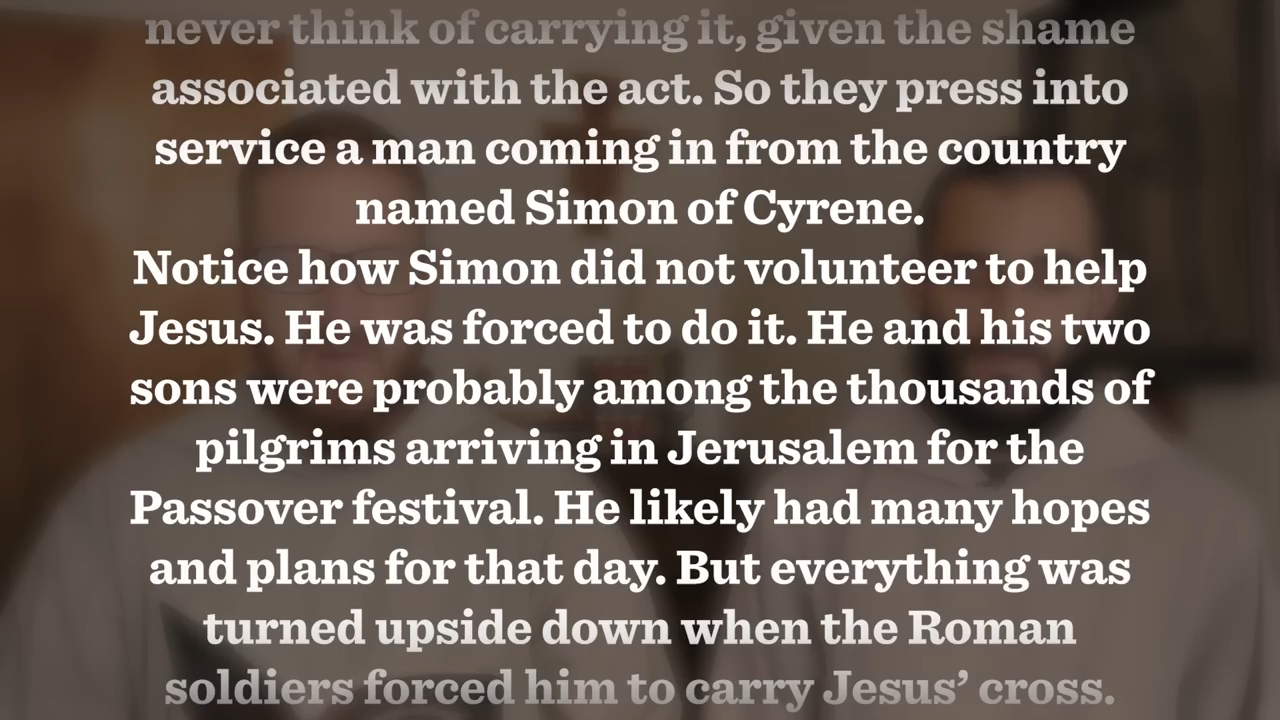 never think of carrying it, given the shame
associated with the act. So they press into
service a man coming in from the country
named Simon of Cyrene.
Notice how Simon did not volunteer to help
Jesus. He was forced to do it. He and his two
sons were probably among the thousands of
pilgrims arriving in Jerusalem for the
Passover festival. He likely had many hopes
and plans for that day. But everything was
turned upside down when the Roman
soldiers forced him to carry Jesus’ cross.